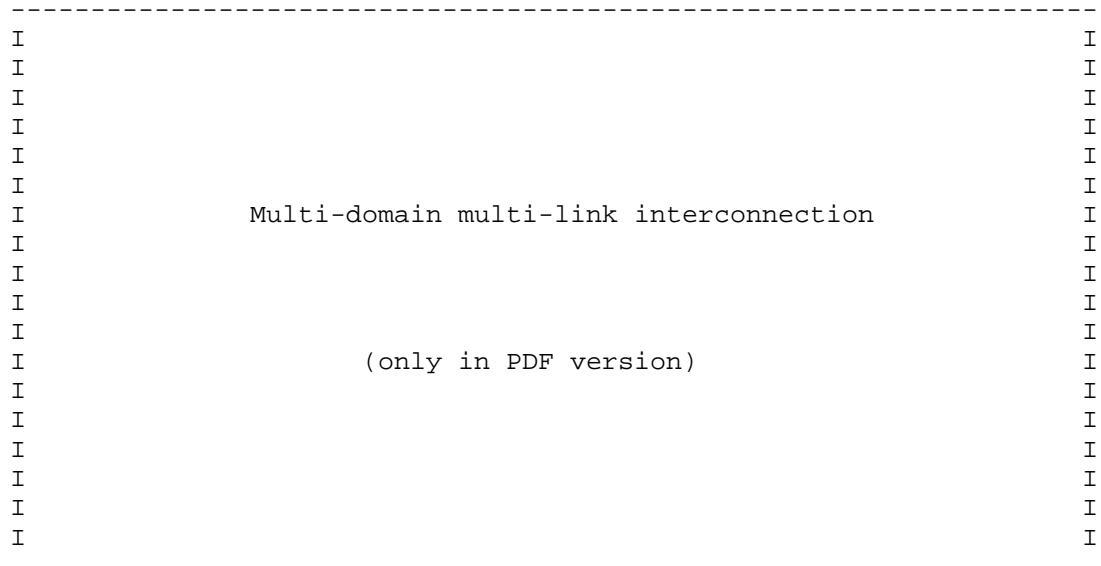 --------------------------------------------------------------------
I                                                                  I
I                                                                  I
I                                                                  I
I                                                                  I
I                                                                  I
I                                                                  I
I              Multi-domain multi-link interconnection             I
I                                                                  I
I                                                                  I
I                                                                  I
I                                                                  I
I                     (only in PDF version)                        I
I                                                                  I
I                                                                  I
I                                                                  I
I                                                                  I
I                                                                  I
I                                                                  I